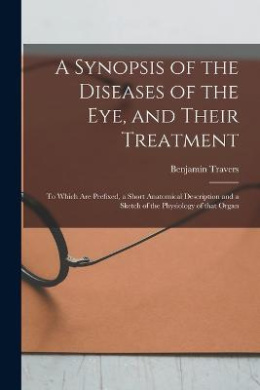 A Synopsis of the
Diseases of the
Eye, and Their
Treatment
Benjamin Travers
To Which Are Prefixed, a Short Anatomical Description and a
Sketch of the Physiology of that Organ